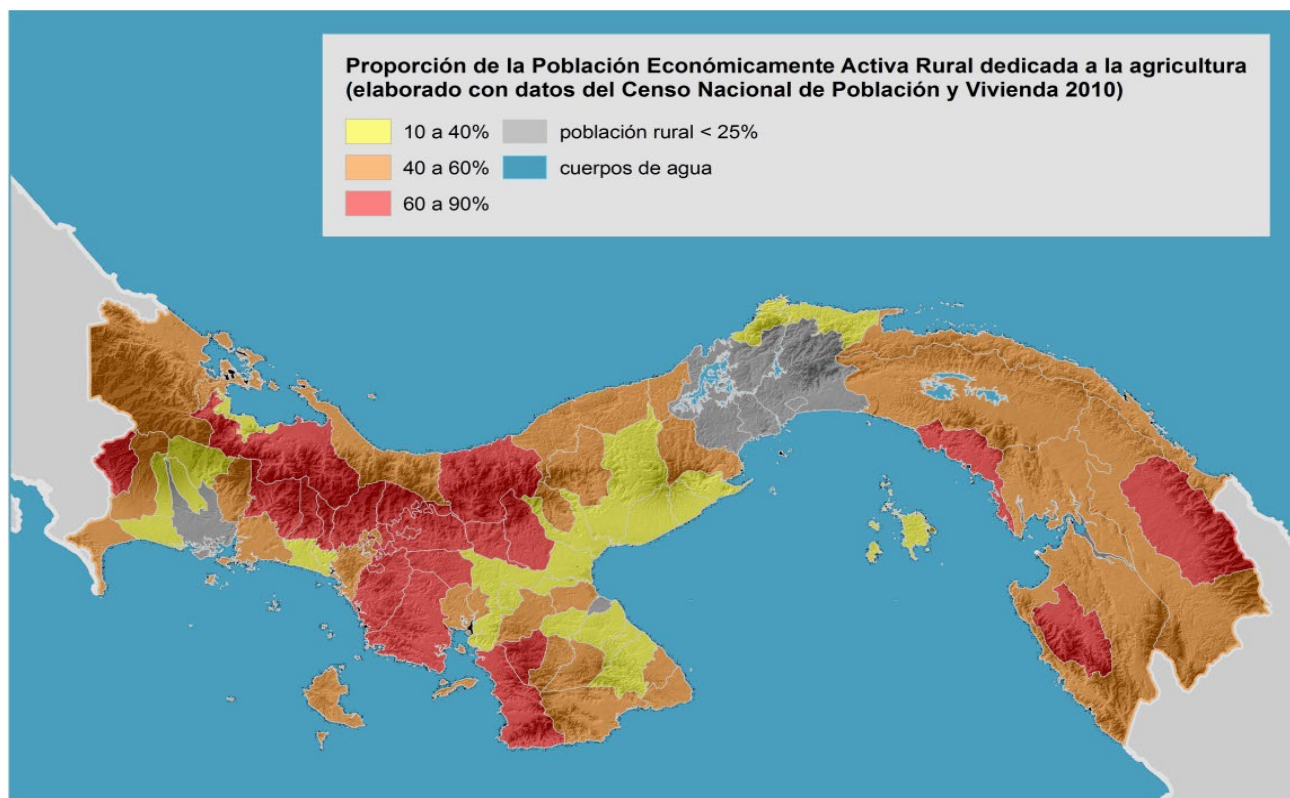 Proporción de la Población Económicamente Activa Rural dedicada a la agricultura
(elaborado con datos del Censo Nacional de Población y Vivienda 2010)
10 a 40%
población rural < 25%
40 a 60%
cuerpos de agua
60 a 90%